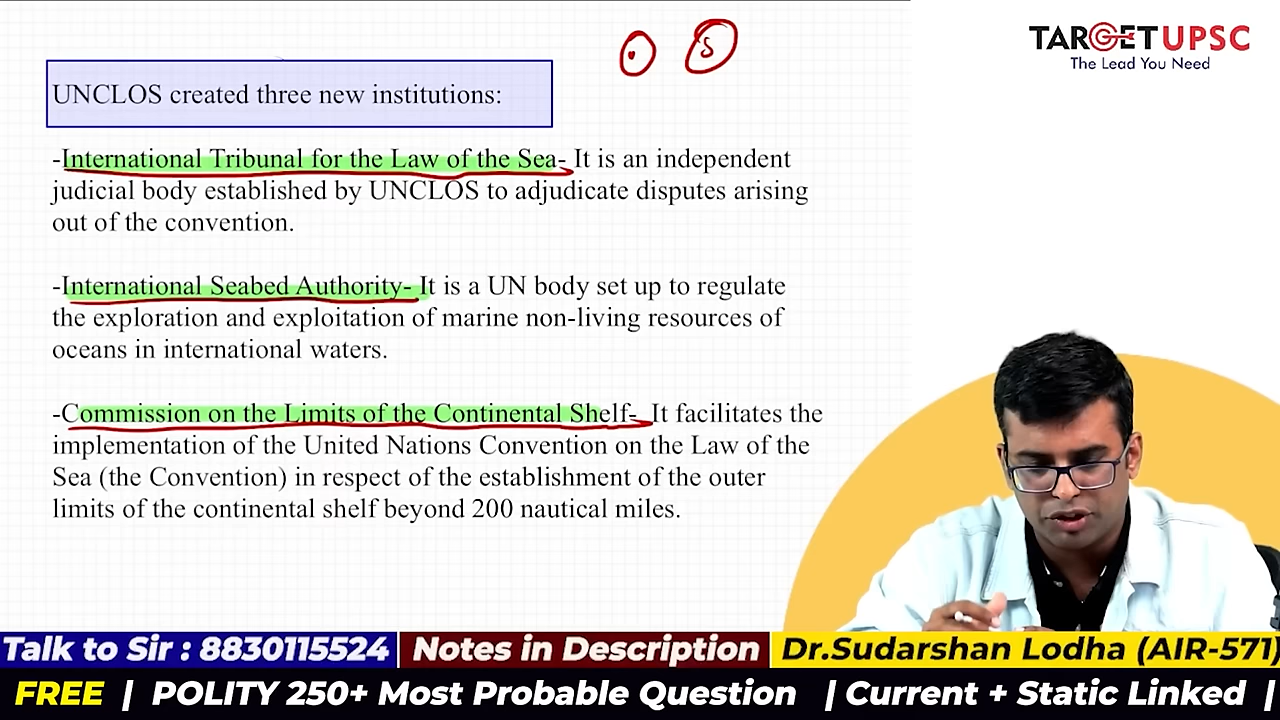 TARGETUPSC
The Lead You Need
S
UNCLOS created three new institutions:
-International Tribunal for the Law of the Sea- It is an independent
judicial body established by UNCLOS to adjudicate disputes arising
out of the convention.
-International Seabed Authority- It is a UN body set up to regulate
the exploration and exploitation of marine non-living resources of
oceans in international waters.
-Commission on the Limits of the Continental Shelf- It facilitates the
implementation of the United Nations Convention on the Law of the
Sea (the Convention) in respect of the establishment of the outer
limits of the continental shelf beyond 200 nautical miles.
Talk to Sir : 8830115524 Notes in Description Dr.Sudarshan Lodha (AIR-571)
FREE | POLITY 250+ Most Probable Question | Current + Static Linked |